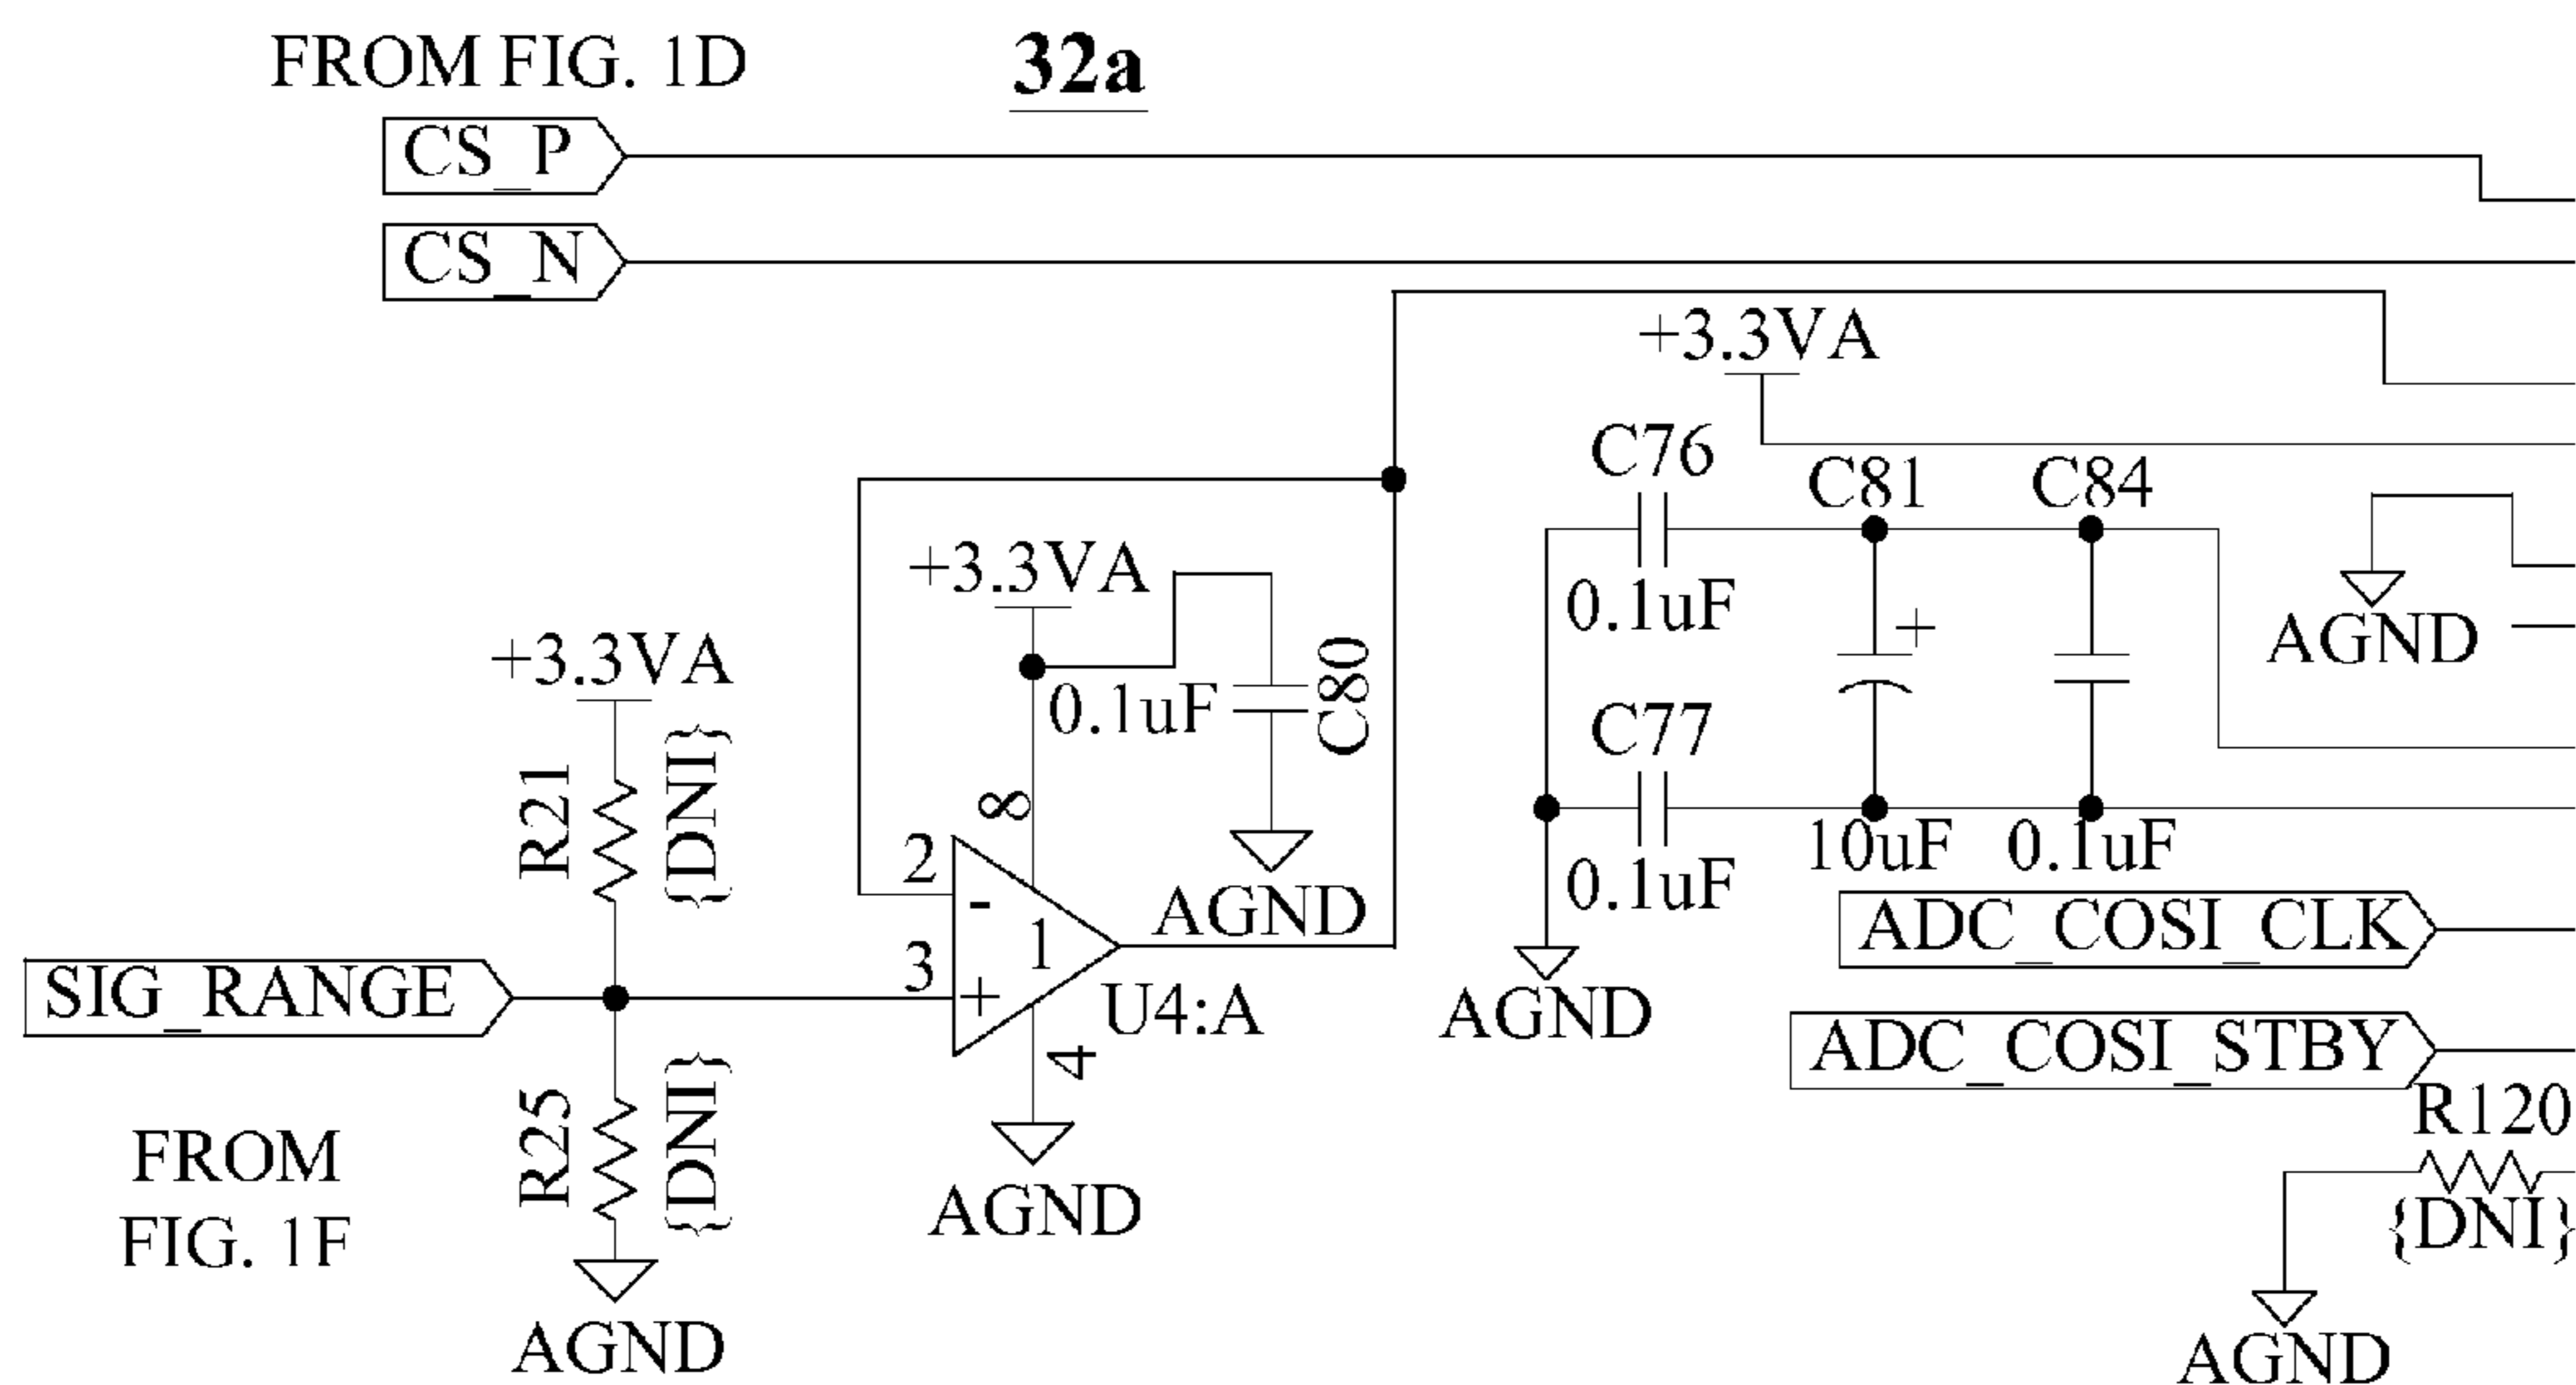 FROM FIG. 1D
32a
CS_P
CS_N
+3.3VA
C76
C81
C84
+3.3VA
0.1uF
AGND
+3.3VA
0.1uF
C80
C77
R21
{DNI}
8
2
-
10uF
0.1uF
0.1uF
AGND
ADC_COSI_CLK
1
3
+
SIG_RANGE
U4:A
AGND
ADC_COSI_STBY
4
R25
{DNI}
R120
FROM
FIG. 1F
AGND
{DNI}
AGND
AGND